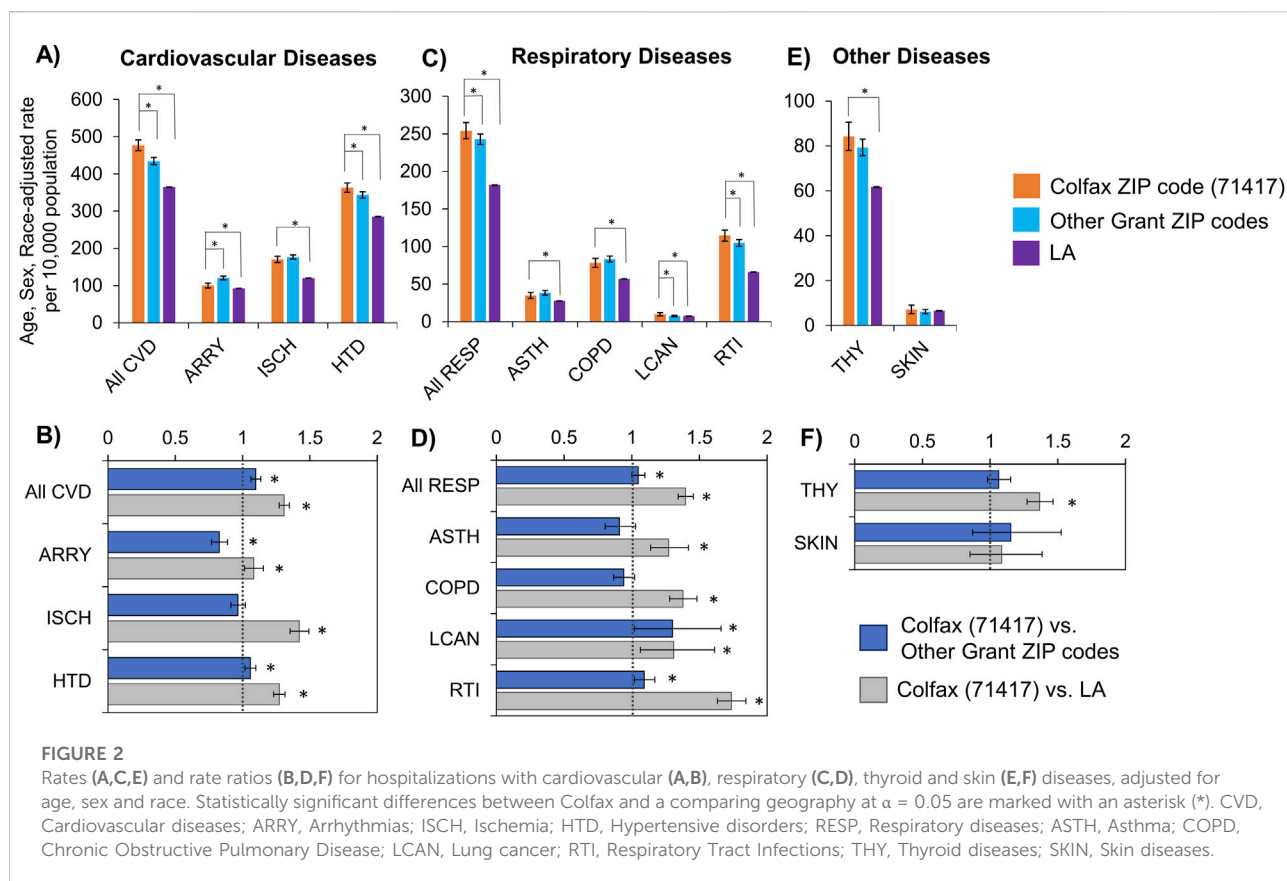 A)
Cardiovascular Diseases
Age, Sex, Race-adjusted rate
per 10,000 population
600
500
400
300
200
100
0
*
*
*
*
*
*
*
All CVD
ARRY
ISCH
HTD
C)
Respiratory Diseases
300
250
200
150
100
50
0
*
*
*
*
*
*
*
*
All RESP
ASTH
COPD
LCAN
RTI
E)
Other Diseases
100
80
60
40
20
0
*
THY
SKIN
Colfax ZIP code (71417)
Other Grant ZIP codes
LA
B)
0 0.5 1 1.5 2
All CVD
*
*
ARRY
*
*
ISCH
*
HTD
*
*
D)
0 0.5 1 1.5 2
All RESP
*
*
ASTH
*
COPD
*
LCAN
*
*
RTI
*
*
F)
0 0.5 1 1.5 2
THY
*
SKIN
Colfax (71417) vs.
Other Grant ZIP codes
Colfax (71417) vs. LA
FIGURE 2
Rates (A,C,E) and rate ratios (B,D,F) for hospitalizations with cardiovascular (A,B), respiratory (C,D), thyroid and skin (E,F) diseases, adjusted for
age, sex and race. Statistically significant differences between Colfax and a comparing geography at α = 0.05 are marked with an asterisk (*). CVD,
Cardiovascular diseases; ARRY, Arrhythmias; ISCH, Ischemia; HTD, Hypertensive disorders; RESP, Respiratory diseases; ASTH, Asthma; COPD,
Chronic Obstructive Pulmonary Disease; LCAN, Lung cancer; RTI, Respiratory Tract Infections; THY, Thyroid diseases; SKIN, Skin diseases.